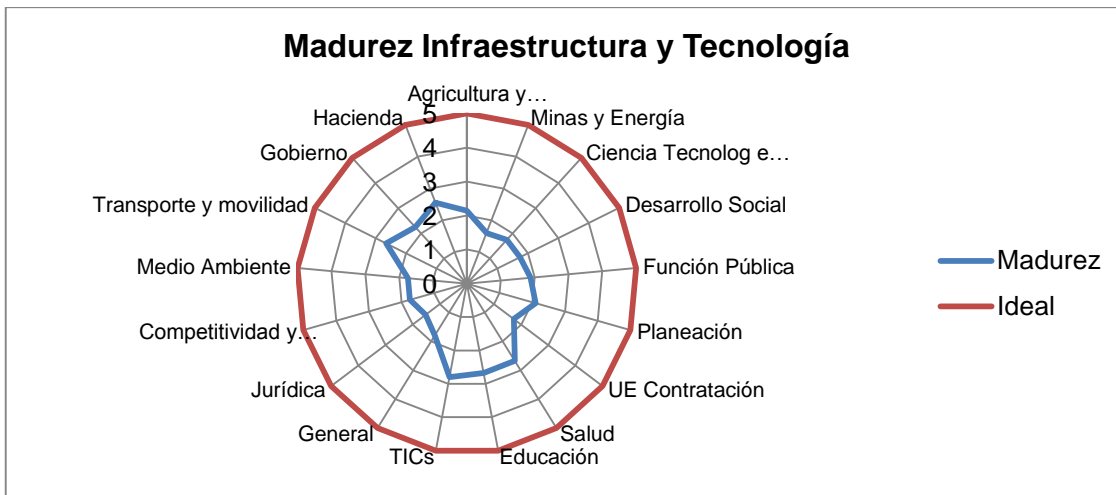 Madurez Infraestructura y Tecnología
Agricultura y…
Minas y Energía
Ciencia Tecnolog e…
Desarrollo Social
Función Pública
Planeación
UE Contratación
Salud
Educación
TICs
General
Jurídica
Competitividad y…
Medio Ambiente
Transporte y movilidad
Gobierno
Hacienda
5
4
3
2
1
0
Madurez
Ideal